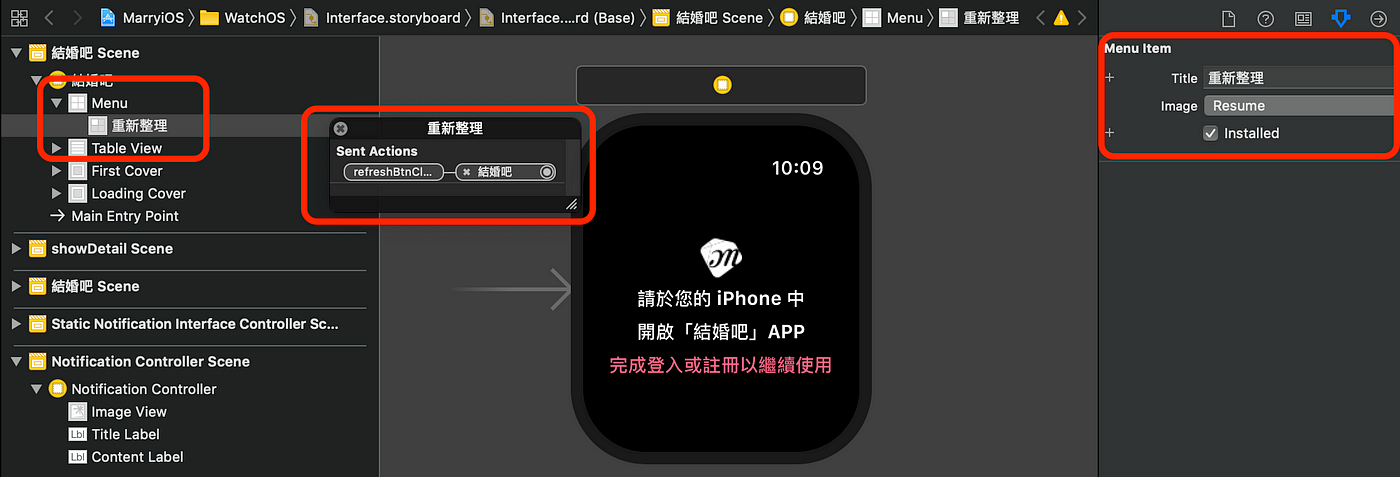 MarryiOS
WatchOS
Interface.storyboard
Interface....rd (Base)
結婚吧 Scene
結婚吧
Menu
重新整理
結婚吧 Scene
結婚吧
Menu
重新整理
Table View
First Cover
Loading Cover
Main Entry Point
showDetail Scene
結婚吧 Scene
Static Notification Interface Controller Sc...
Notification Controller Scene
Notification Controller
Image View
Lbl Title Label
Lbl Content Label
重新整理
Sent Actions
refreshBtnCl...
結婚吧
10:09
請於您的 iPhone 中
開啟「結婚吧」APP
完成登入或註冊以繼續使用
Menu Item
Title 重新整理
Image Resume
Installed